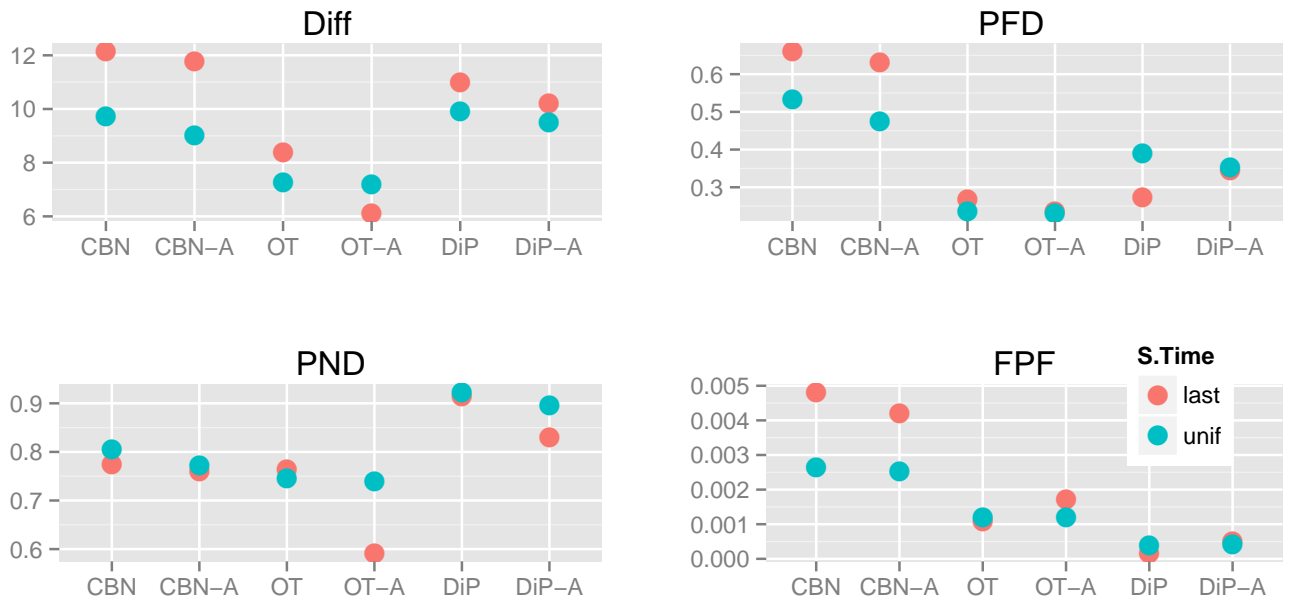 Diff
12
10
8
6
CBN CBN−A OT OT−A DiP DiP−A
PFD
0.6
0.5
0.4
0.3
CBN CBN−A OT OT−A DiP DiP−A
PND
0.9
0.8
0.7
0.6
CBN CBN−A OT OT−A DiP DiP−A
FPF
0.005
0.004
0.003
0.002
0.001
0.000
CBN CBN−A OT OT−A DiP DiP−A
S.Time
last
unif